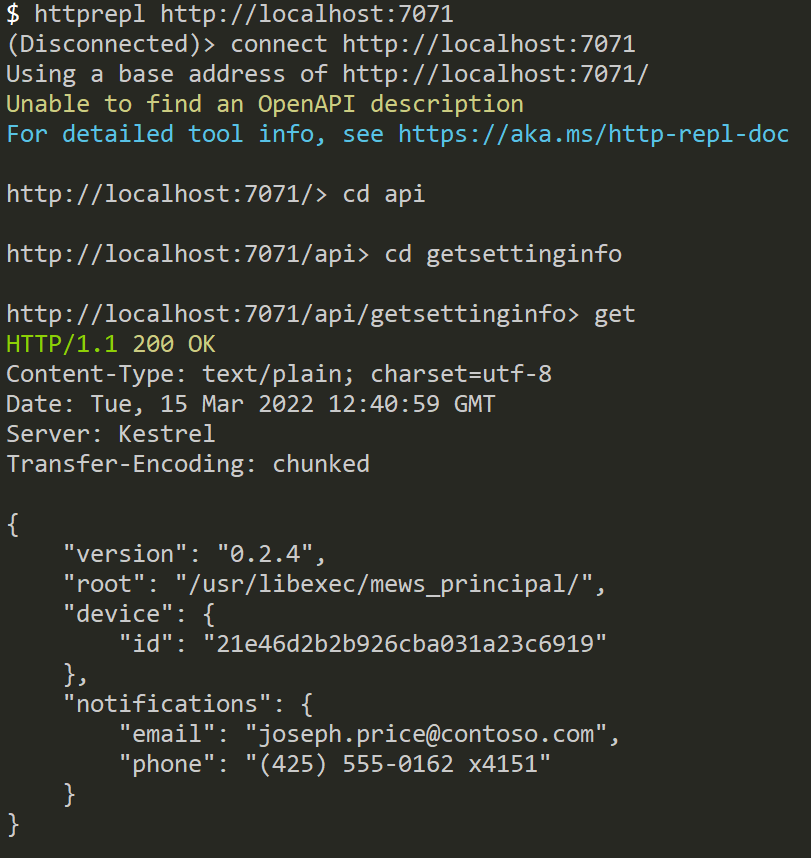 $ httprepl http://localhost:7071
(Disconnected)> connect http://localhost:7071
Using a base address of http://localhost:7071/
Unable to find an OpenAPI description
For detailed tool info, see https://aka.ms/http-repl-doc
http://localhost:7071/> cd api
http://localhost:7071/api> cd getsettinginfo
http://localhost:7071/api/getsettinginfo> get
HTTP/1.1 200 OK
Content-Type: text/plain; charset=utf-8
Date: Tue, 15 Mar 2022 12:40:59 GMT
Server: Kestrel
Transfer-Encoding: chunked
{
    "version": "0.2.4",
    "root": "/usr/libexec/mews_principal/",
    "device": {
        "id": "21e46d2b2b926cba031a23c6919"
    },
    "notifications": {
        "email": "joseph.price@contoso.com",
        "phone": "(425) 555-0162 x4151"
    }
}